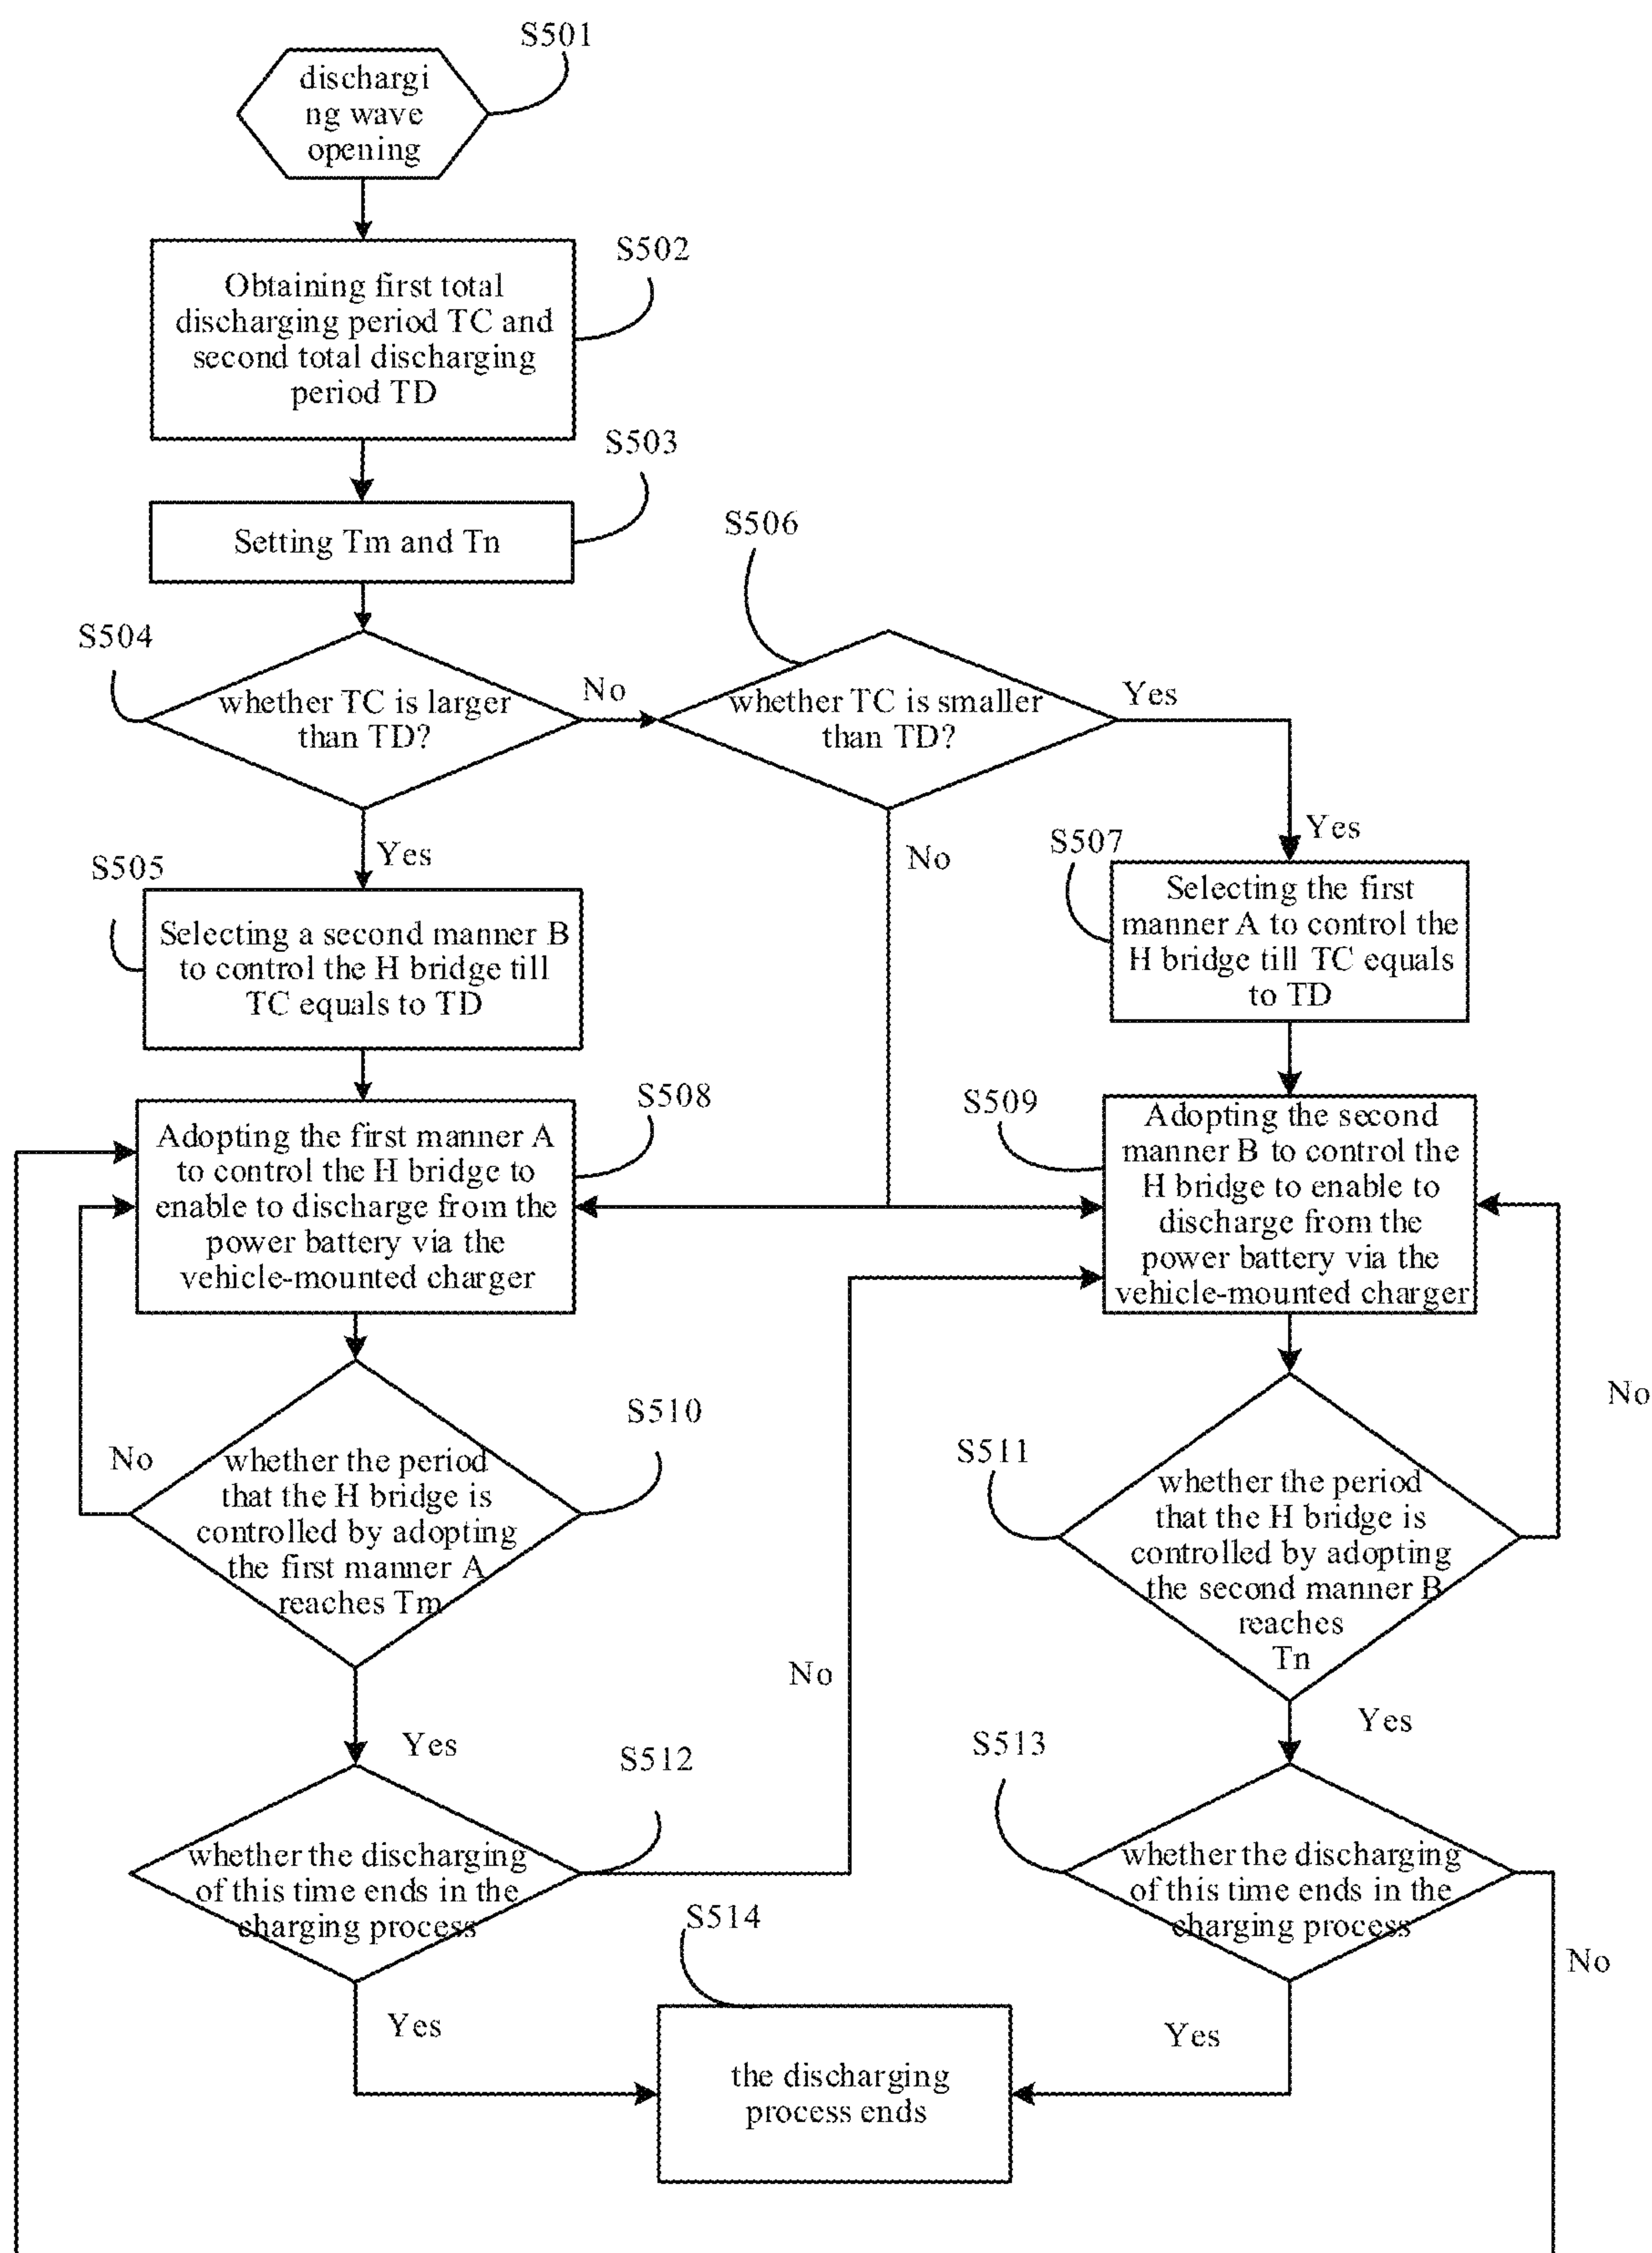 S501
dischargi
ng wave
opening
S502
Obtaining first total
discharging period TC and
second total discharging
period TD
S503
Setting Tm and Tn
S504
whether TC is larger
than TD?
No
S506
whether TC is smaller
than TD?
Yes
Yes
S505
Selecting a second manner B
to control the H bridge till
TC equals to TD
No
Yes
S507
Selecting the first
manner A to control the
H bridge till TC equals
to TD
S508
Adopting the first manner A
to control the H bridge to
enable to discharge from the
power battery via the
vehicle-mounted charger
S509
Adopting the second
manner B to control the
H bridge to enable to
discharge from the
power battery via the
vehicle-mounted charger
S510
No
whether the period
that the H bridge is
controlled by adopting
the first manner A
reaches Tm
S511
No
whether the period
that the H bridge is
controlled by adopting
the second manner B
reaches
Tn
Yes
No
Yes
S512
whether the discharging
of this time ends in the
charging process
S513
whether the discharging
of this time ends in the
charging process
No
S514
Yes
Yes
the discharging
process ends